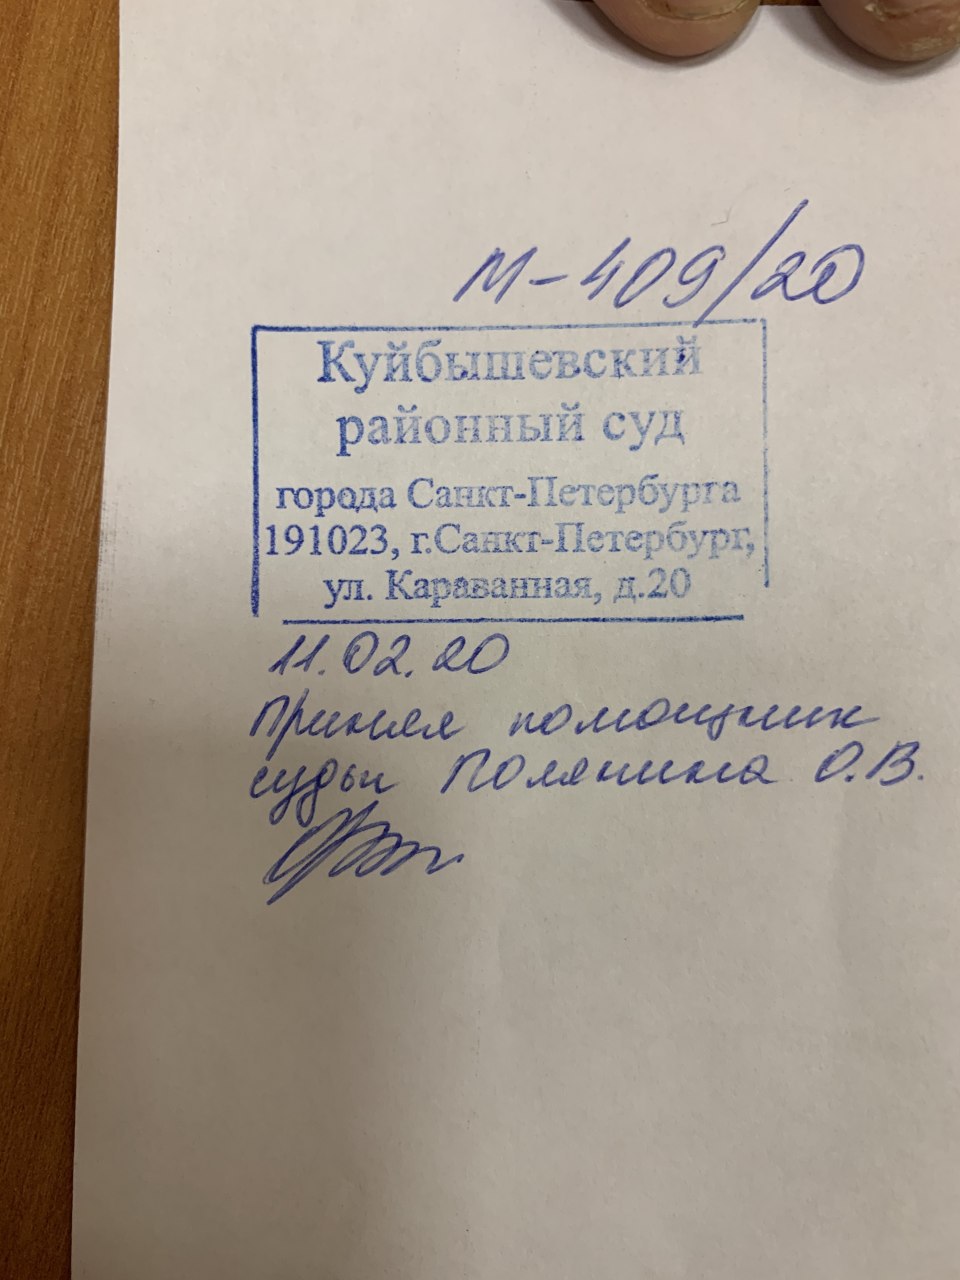 М-409/20
Куйбышевский
районный суд
города Санкт-Петербурга
191023, г.Санкт-Петербург,
ул. Караванная, д.20
11.02.20
Принял помощник
судьи Полянина О.В.